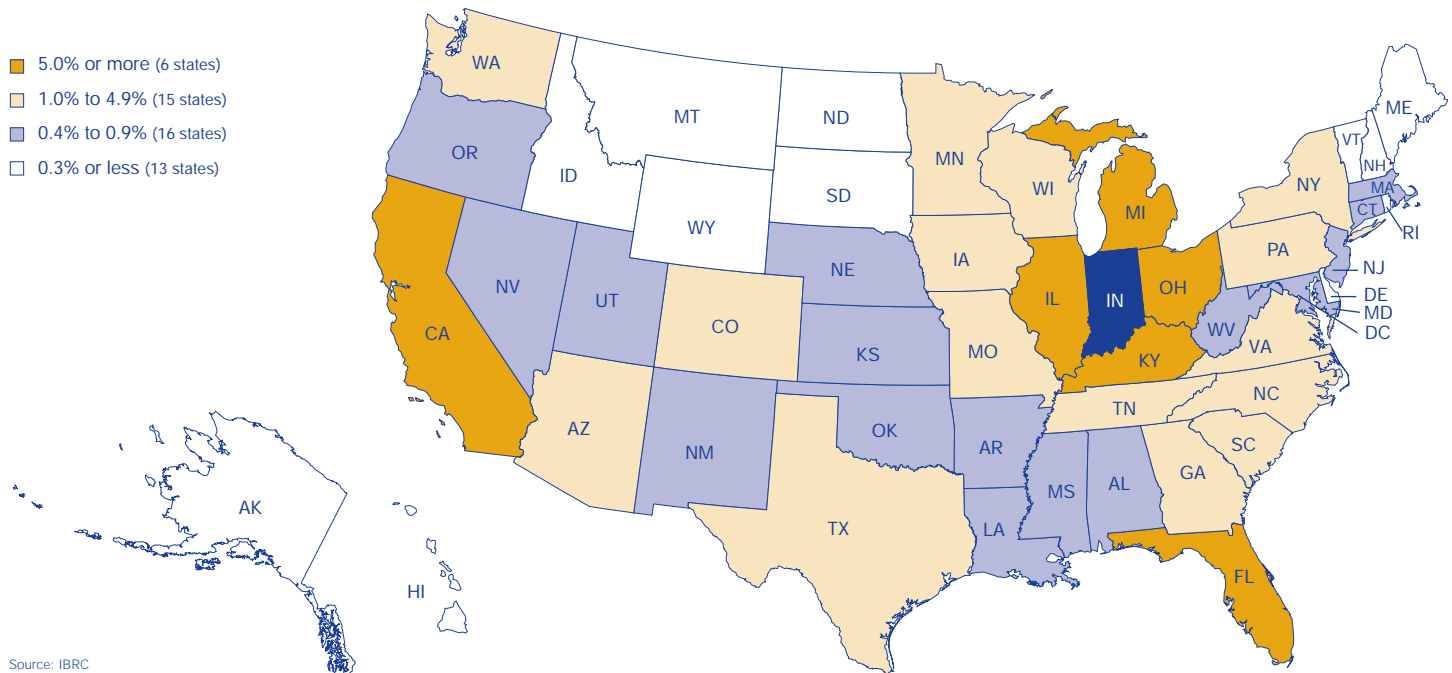 5.0% or more (6 states)
1.0% to 4.9% (15 states)
0.4% to 0.9% (16 states)
0.3% or less (13 states)
WA
MT
ND
ME
VT
OR
MN
NH
ID
WI
NY
MA
SD
MI
CT
WY
RI
PA
IA
NE
NJ
NV
OH
DE
UT
IL
IN
MD
CO
WV
DC
CA
KS
MO
VA
KY
NC
TN
AZ
OK
NM
AR
SC
GA
MS
AL
AK
TX
LA
FL
HI
Source: IBRC